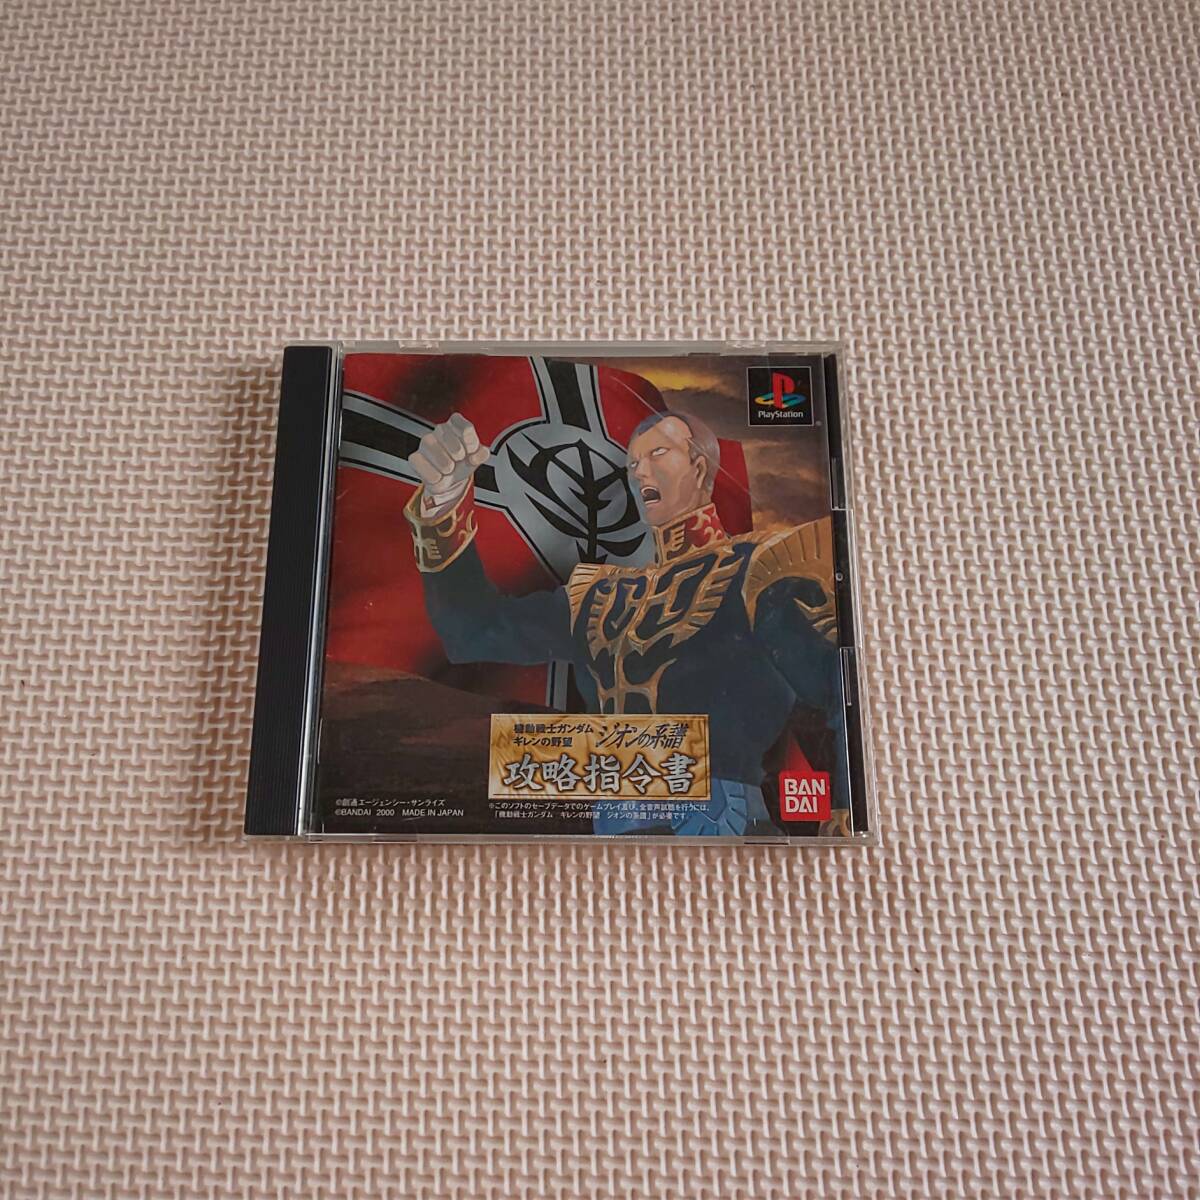 PlayStation
®
機動戦士ガンダム
ギレンの野望
ジオンの系譜
攻略指令書
©創通エージェンシー・サンライズ
©BANDAI 2000 MADE IN JAPAN
※このソフトのセーブデータでのゲームプレイ及び、全音声試聴を行うには、
「機動戦士ガンダム ギレンの野望 ジオンの系譜」が必要です。
BAN
DAI